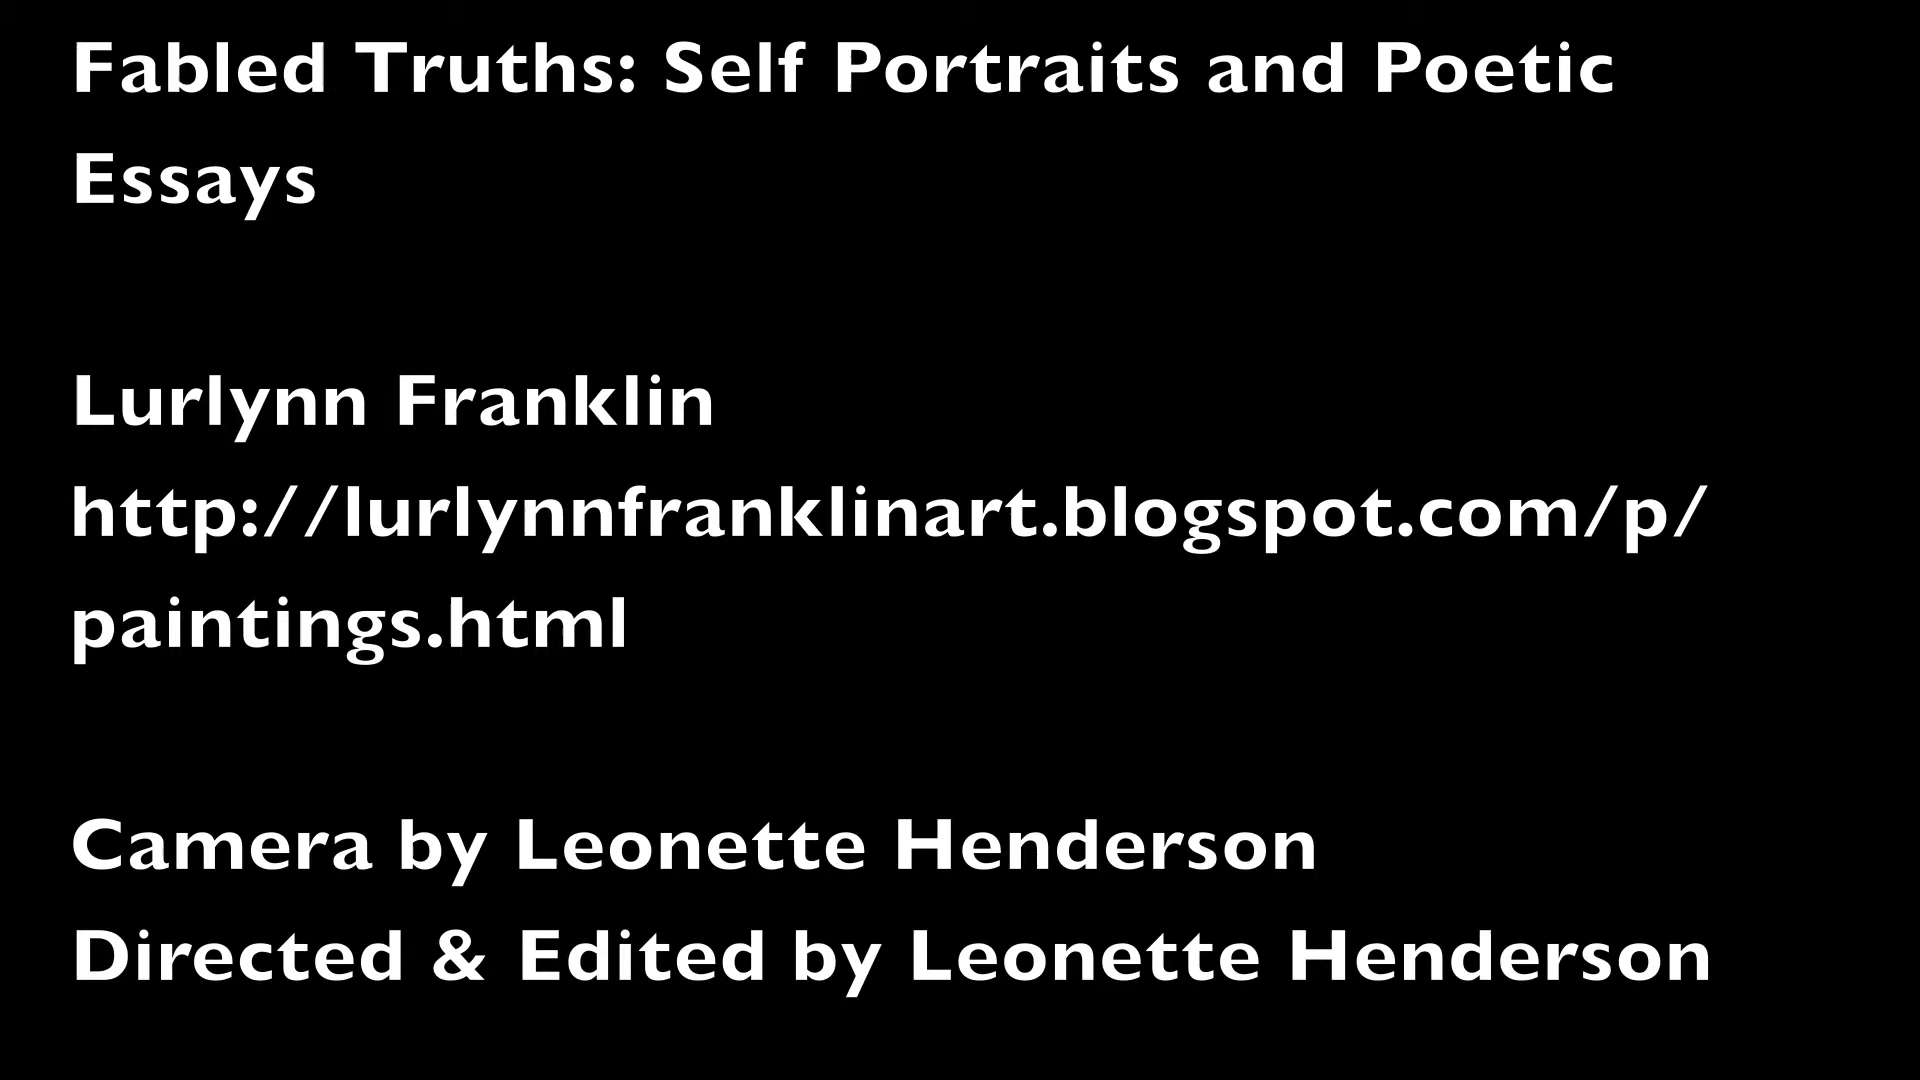 Fabled Truths: Self Portraits and Poetic
Essays
Lurlynn Franklin
http://lurlynnfranklinart.blogspot.com/p/
paintings.html
Camera by Leonette Henderson
Directed & Edited by Leonette Henderson